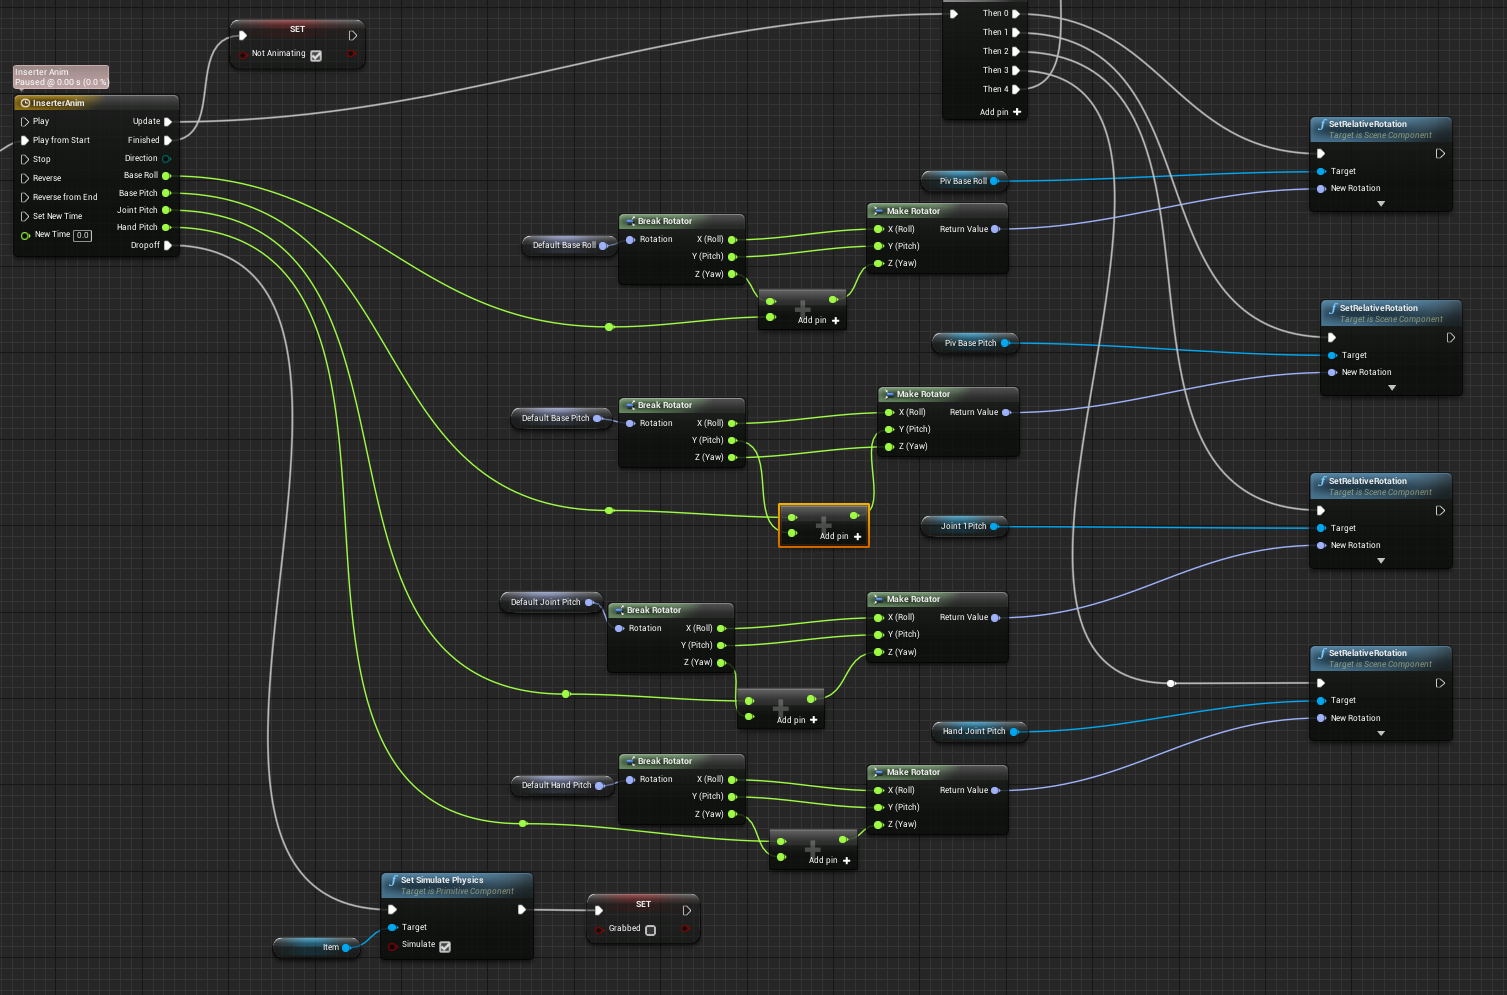 SET
Not Animating
Inserter Anim
Paused @ 0.00 s (0.0 %)
InserterAnim
Play
Update
Play from Start
Finished
Stop
Direction
Reverse
Base Roll
Reverse from End
Base Pitch
Set New Time
Joint Pitch
New Time 0.0
Hand Pitch
Dropoff
Then 0
Then 1
Then 2
Then 3
Then 4
Add pin
SetRelativeRotation
Target is Scene Component
Target
New Rotation
Piv Base Roll
Default Base Roll
Break Rotator
Rotation
X (Roll)
Y (Pitch)
Z (Yaw)
Add pin
Make Rotator
X (Roll)
Return Value
Y (Pitch)
Z (Yaw)
SetRelativeRotation
Target is Scene Component
Target
New Rotation
Piv Base Pitch
Default Base Pitch
Break Rotator
Rotation
X (Roll)
Y (Pitch)
Z (Yaw)
Add pin
Make Rotator
X (Roll)
Return Value
Y (Pitch)
Z (Yaw)
SetRelativeRotation
Target is Scene Component
Target
New Rotation
Joint 1Pitch
Default Joint Pitch
Break Rotator
Rotation
X (Roll)
Y (Pitch)
Z (Yaw)
Add pin
Make Rotator
X (Roll)
Return Value
Y (Pitch)
Z (Yaw)
SetRelativeRotation
Target is Scene Component
Target
New Rotation
Hand Joint Pitch
Default Hand Pitch
Break Rotator
Rotation
X (Roll)
Y (Pitch)
Z (Yaw)
Add pin
Make Rotator
X (Roll)
Return Value
Y (Pitch)
Z (Yaw)
Set Simulate Physics
Target is Primitive Component
Target
Simulate
Item
SET
Grabbed